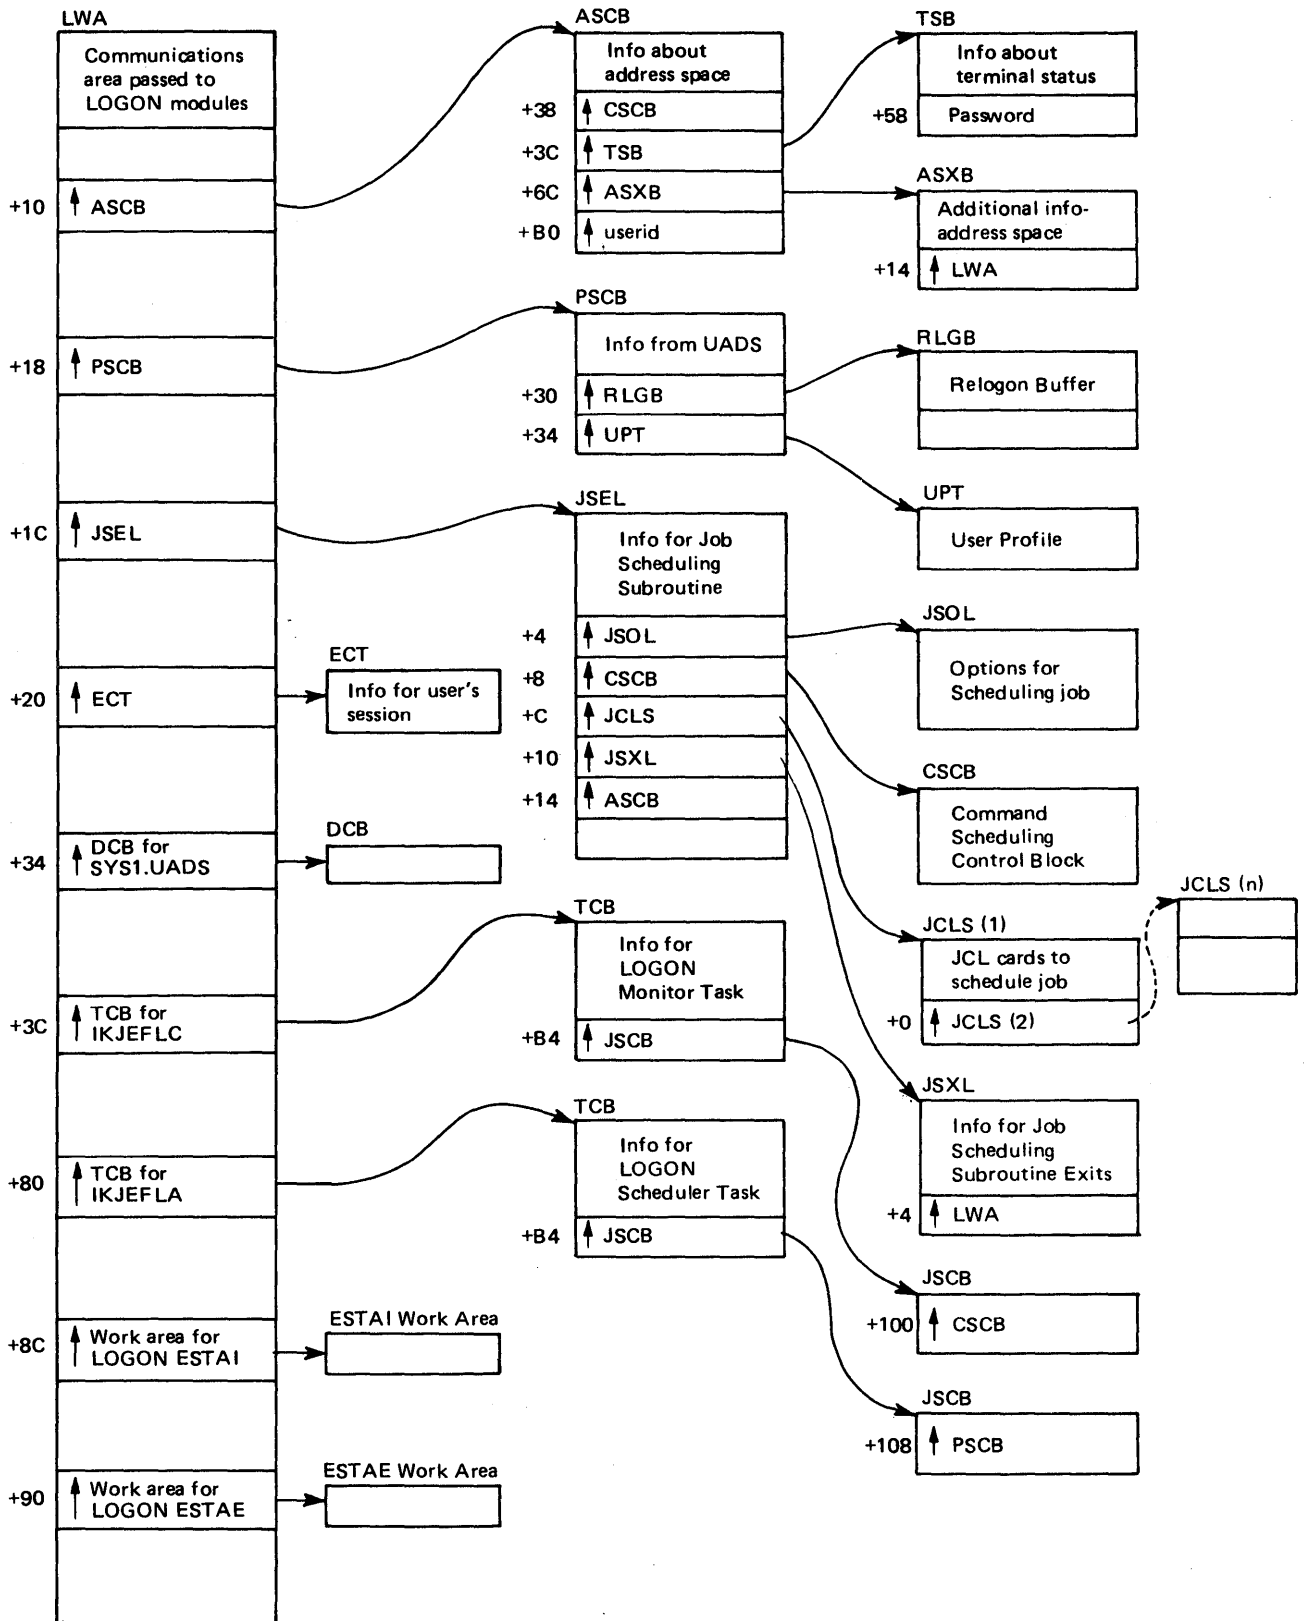 LWA
Communications
area passed to
LOGON modules
+10
ASCB
+18
PSCB
+1C
JSEL
+20
ECT
+34
DCB for
SYS1.UADS
+3C
TCB for
IKJEFLC
+80
TCB for
IKJEFLA
+8C
Work area for
LOGON ESTAI
+90
Work area for
LOGON ESTAE
ECT
Info for user's
session
DCB
ESTAI Work Area
ESTAE Work Area
ASCB
Info about
address space
+38
CSCB
+3C
TSB
+6C
ASXB
+B0
userid
PSCB
Info from UADS
+30
RLGB
+34
UPT
JSEL
Info for Job
Scheduling
Subroutine
+4
JSOL
+8
CSCB
+C
JCLS
+10
JSXL
+14
ASCB
TCB
Info for
LOGON
Monitor Task
+B4
JSCB
TCB
Info for
LOGON
Scheduler Task
+B4
JSCB
TSB
Info about
terminal status
+58
Password
ASXB
Additional info-
address space
+14
LWA
RLGB
Relogon Buffer
UPT
User Profile
JSOL
Options for
Scheduling job
CSCB
Command
Scheduling
Control Block
JCLS (1)
JCL cards to
schedule job
+0
JCLS (2)
JCLS (n)
JSXL
Info for Job
Scheduling
Subroutine Exits
+4
LWA
JSCB
+100
CSCB
JSCB
+108
PSCB